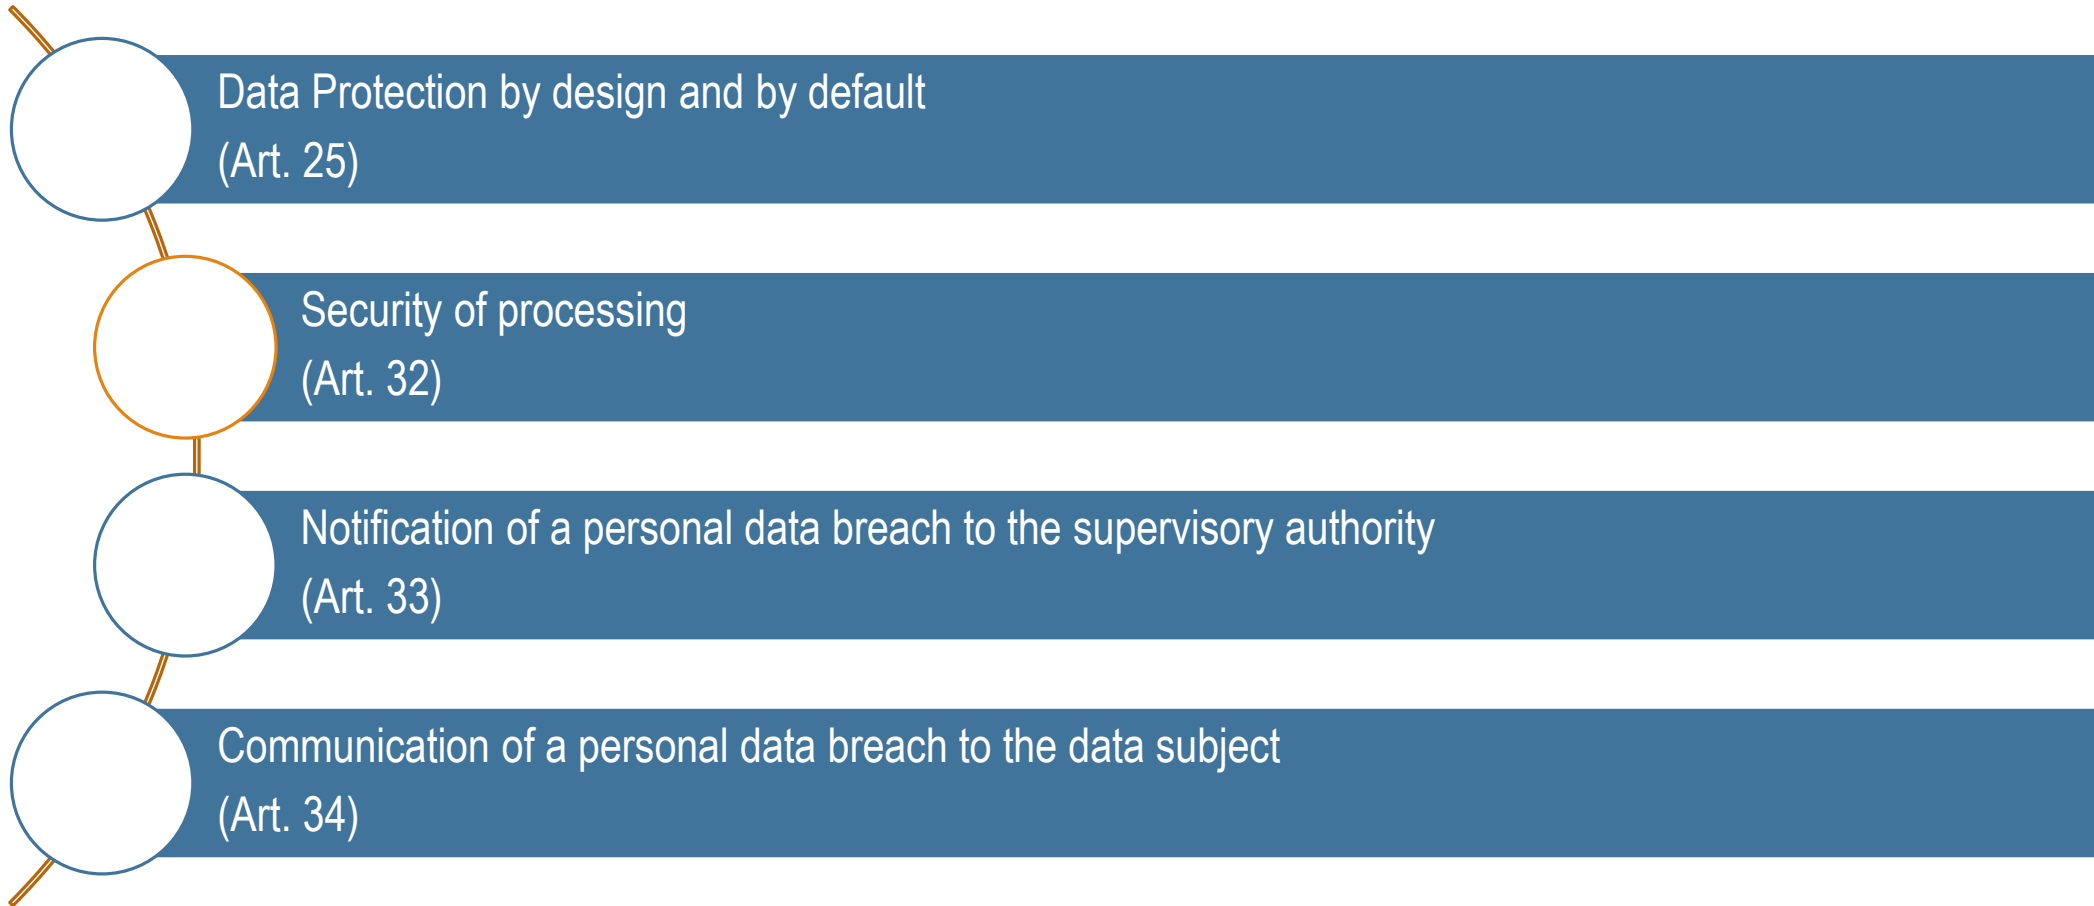 Data Protection by design and by default
(Art. 25)
Security of processing
(Art. 32)
Notification of a personal data breach to the supervisory authority
(Art. 33)
Communication of a personal data breach to the data subject
(Art. 34)